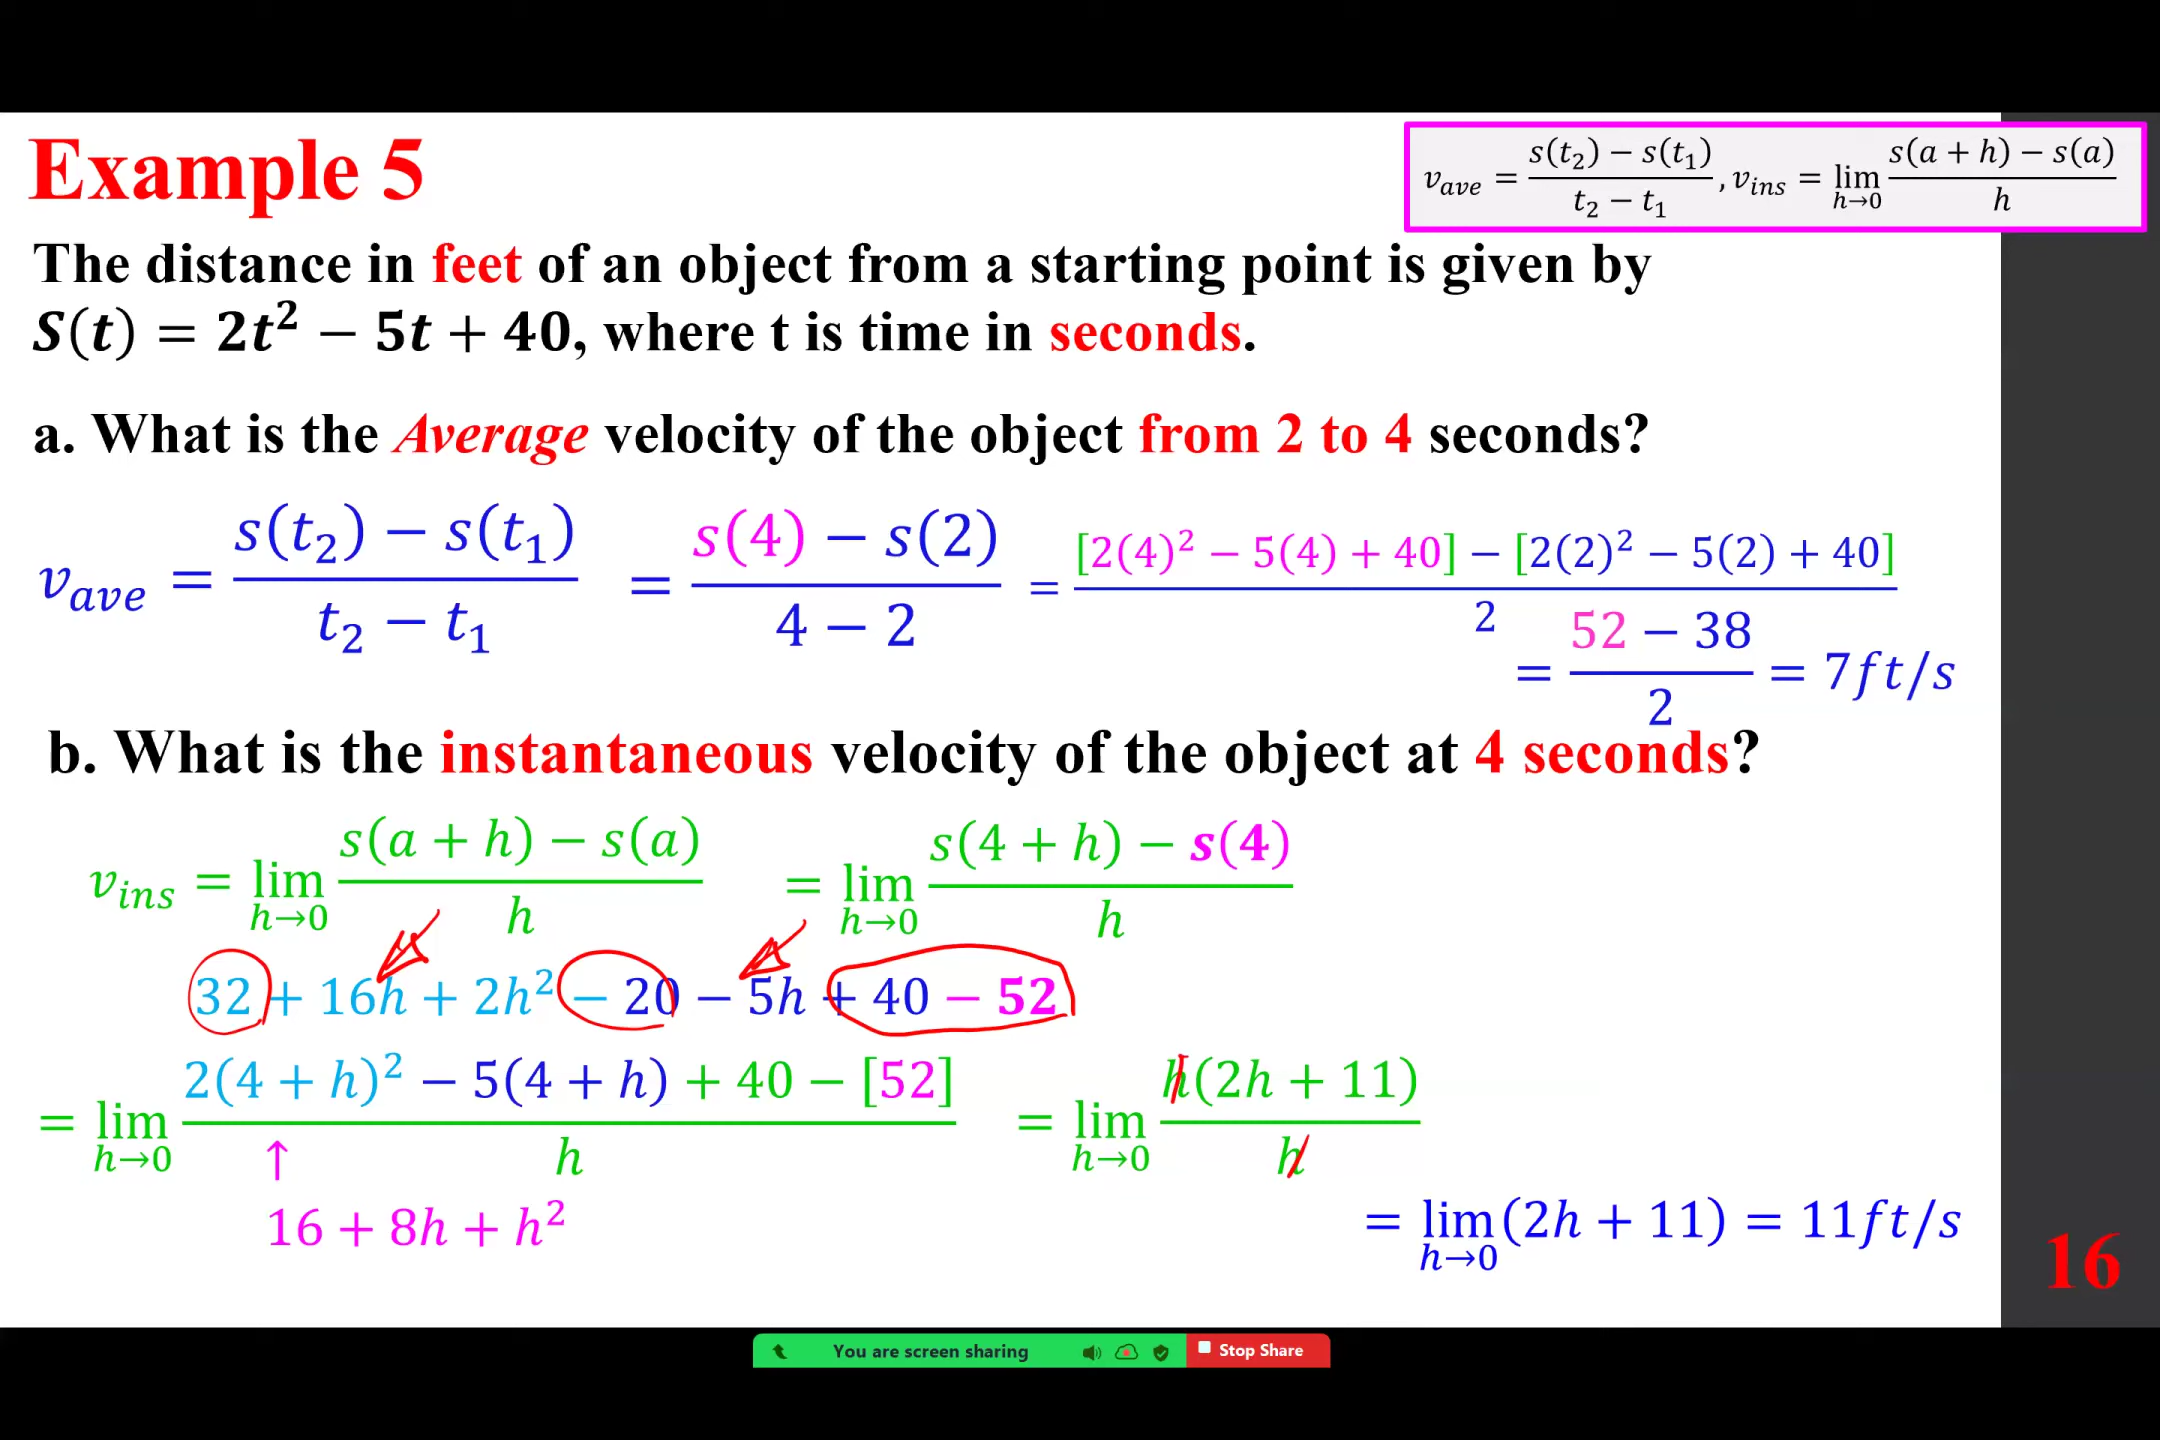 Example 5
v_ave = (s(t₂) − s(t₁))/(t₂ − t₁), v_ins = lim_{h→0} (s(a + h) − s(a))/h
The distance in feet of an object from a starting point is given by
S(t) = 2t² − 5t + 40, where t is time in seconds.
a. What is the Average velocity of the object from 2 to 4 seconds?
v_ave = (s(t₂) − s(t₁))/(t₂ − t₁) = (s(4) − s(2))/(4 − 2) = ([2(4)² − 5(4) + 40] − [2(2)² − 5(2) + 40])/2
= (52 − 38)/2 = 7ft/s
b. What is the instantaneous velocity of the object at 4 seconds?
v_ins = lim_{h→0} (s(a + h) − s(a))/h = lim_{h→0} (s(4 + h) − s(4))/h
32 + 16h + 2h² − 20 − 5h + 40 − 52
= lim_{h→0} (2(4 + h)² − 5(4 + h) + 40 − [52])/h = lim_{h→0} h(2h + 11)/h
↑
16 + 8h + h²
= lim_{h→0} (2h + 11) = 11ft/s
16
You are screen sharing Stop Share